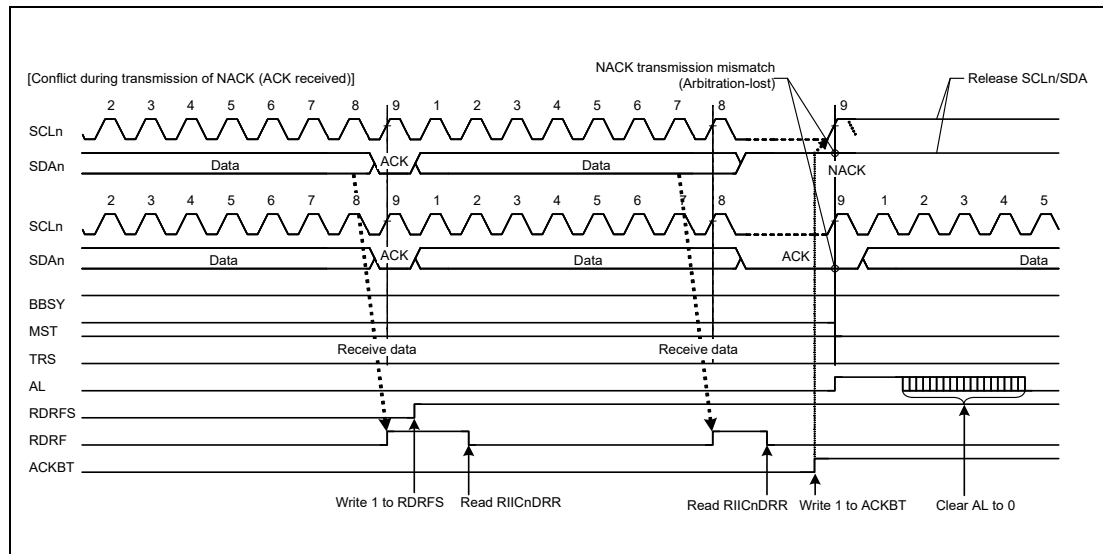 [Conflict during transmission of NACK (ACK received)]
NACK transmission mismatch
(Arbitration-lost)
Release SCLn/SDA
2 3 4 5 6 7 8 9 1 2 3 4 5 6 7 8 9
SCLn
SDAn
Data ACK Data NACK
2 3 4 5 6 7 8 9 1 2 3 4 5 6 7 8 9 1 2 3 4 5
SCLn
SDAn
Data ACK Data ACK Data
BBSY
MST
TRS
Receive data Receive data
AL
RDRFS
RDRF
ACKBT
Write 1 to RDRFS Read RIICnDRR Read RIICnDRR Write 1 to ACKBT Clear AL to 0